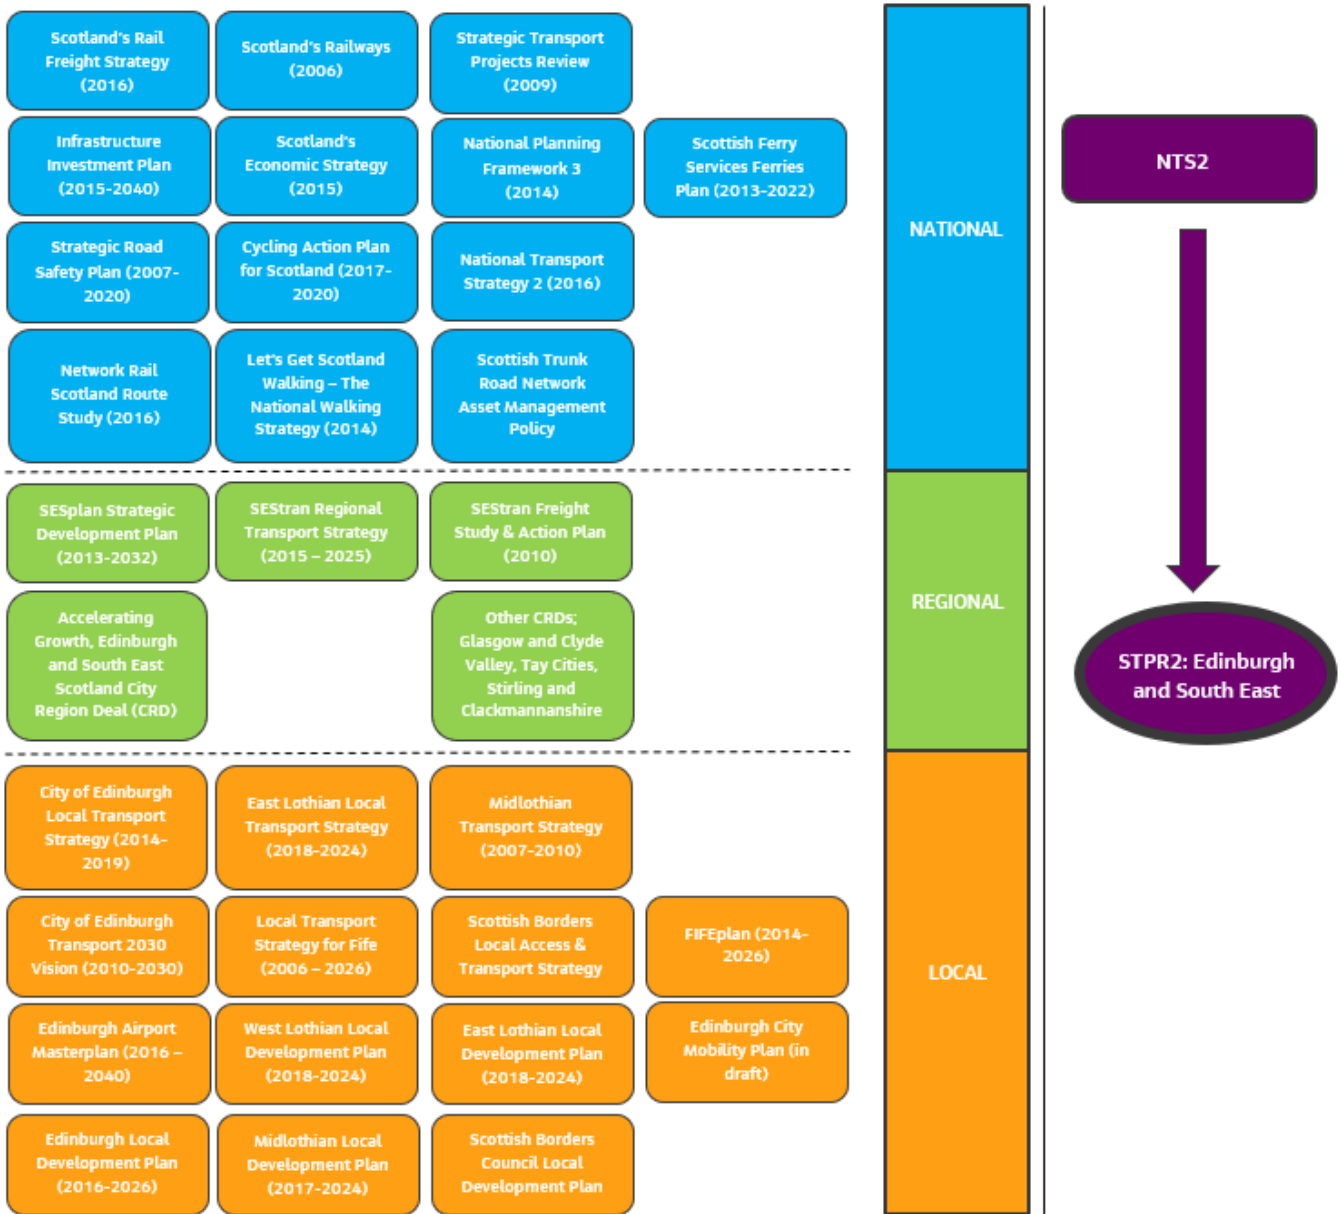 Scotland's Rail
Freight Strategy
(2016)
Scotland's Railways
(2006)
Strategic Transport
Projects Review
(2009)
Infrastructure
Investment Plan
(2015-2040)
Scotland's
Economic Strategy
(2015)
National Planning
Framework 3
(2014)
Scottish Ferry
Services Ferries
Plan (2013-2022)
Strategic Road
Safety Plan (2007-
2020)
Cycling Action Plan
for Scotland (2017-
2020)
National Transport
Strategy 2 (2016)
Network Rail
Scotland Route
Study (2016)
Let's Get Scotland
Walking – The
National Walking
Strategy (2014)
Scottish Trunk
Road Network
Asset Management
Policy
NATIONAL
NTS2
SESplan Strategic
Development Plan
(2013-2032)
SEStran Regional
Transport Strategy
(2015 – 2025)
SEStran Freight
Study & Action Plan
(2010)
Accelerating
Growth, Edinburgh
and South East
Scotland City
Region Deal (CRD)
Other CRDs;
Glasgow and Clyde
Valley, Tay Cities,
Stirling and
Clackmannanshire
REGIONAL
STPR2: Edinburgh
and South East
City of Edinburgh
Local Transport
Strategy (2014-
2019)
East Lothian Local
Transport Strategy
(2018-2024)
Midlothian
Transport Strategy
(2007-2010)
City of Edinburgh
Transport 2030
Vision (2010-2030)
Local Transport
Strategy for Fife
(2006 – 2026)
Scottish Borders
Local Access &
Transport Strategy
FIFEplan (2014-
2026)
Edinburgh Airport
Masterplan (2016 –
2040)
West Lothian Local
Development Plan
(2018-2024)
East Lothian Local
Development Plan
(2018-2024)
Edinburgh City
Mobility Plan (in
draft)
Edinburgh Local
Development Plan
(2016-2026)
Midlothian Local
Development Plan
(2017-2024)
Scottish Borders
Council Local
Development Plan
LOCAL